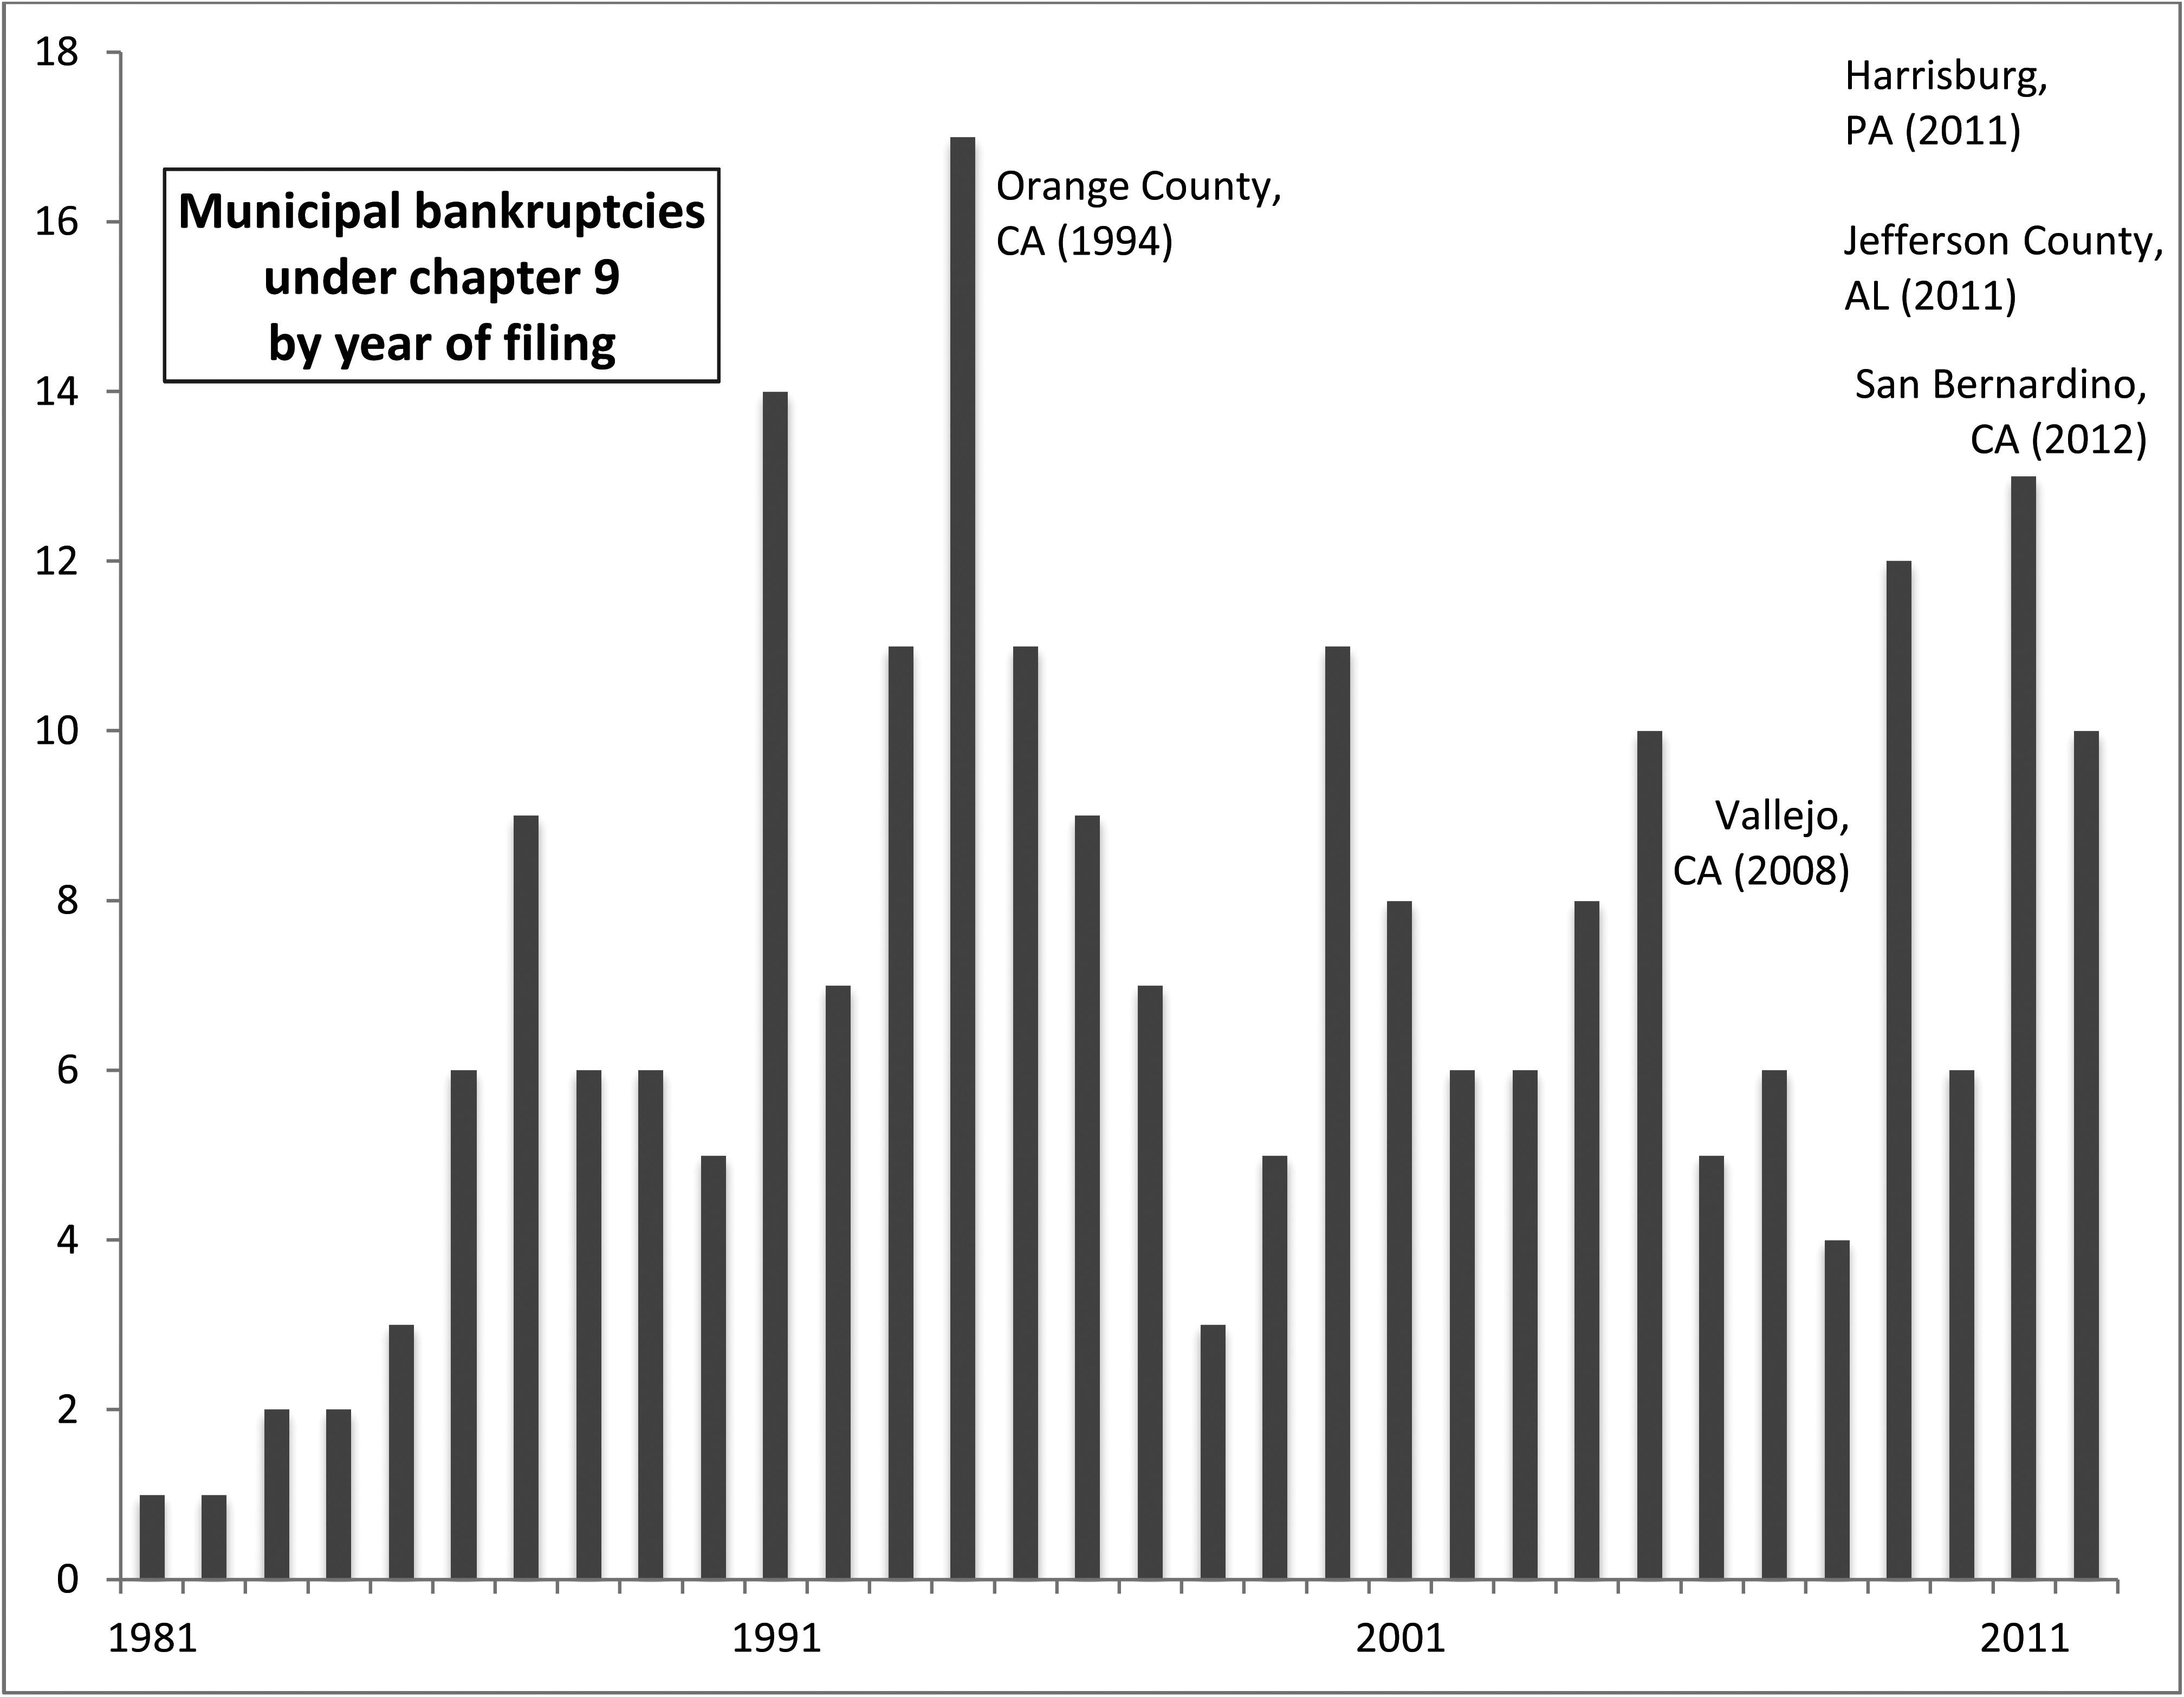 Municipal bankruptcies
under chapter 9
by year of filing
18
16
14
12
10
8
6
4
2
0
Orange County,
CA (1994)
Harrisburg,
PA (2011)
Jefferson County,
AL (2011)
San Bernardino,
CA (2012)
Vallejo,
CA (2008)
1981
1991
2001
2011